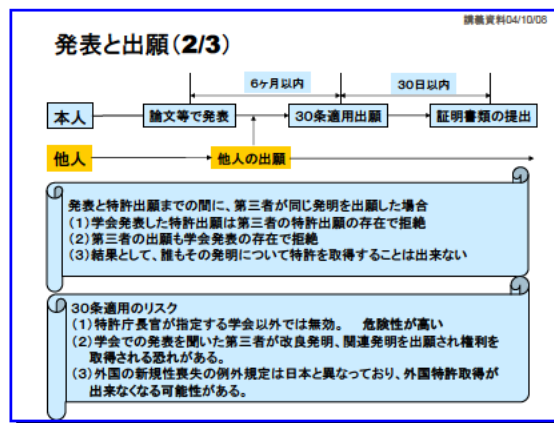 講義資料04/10/08
発表と出願(2/3)
6ヶ月以内
30日以内
本人
論文等で発表
30条適用出願
証明書類の提出
他人
他人の出願
発表と特許出願までの間に、第三者が同じ発明を出願した場合
(1)学会発表した特許出願は第三者の特許出願の存在で拒絶
(2)第三者の出願も学会発表の存在で拒絶
(3)結果として、誰もその発明について特許を取得することは出来ない
30条適用のリスク
(1)特許庁長官が指定する学会以外では無効。 危険性が高い
(2)学会での発表を聞いた第三者が改良発明、関連発明を出願され権利を
取得される恐れがある。
(3)外国の新規性喪失の例外規定は日本と異なっており、外国特許取得が
出来なくなる可能性がある。